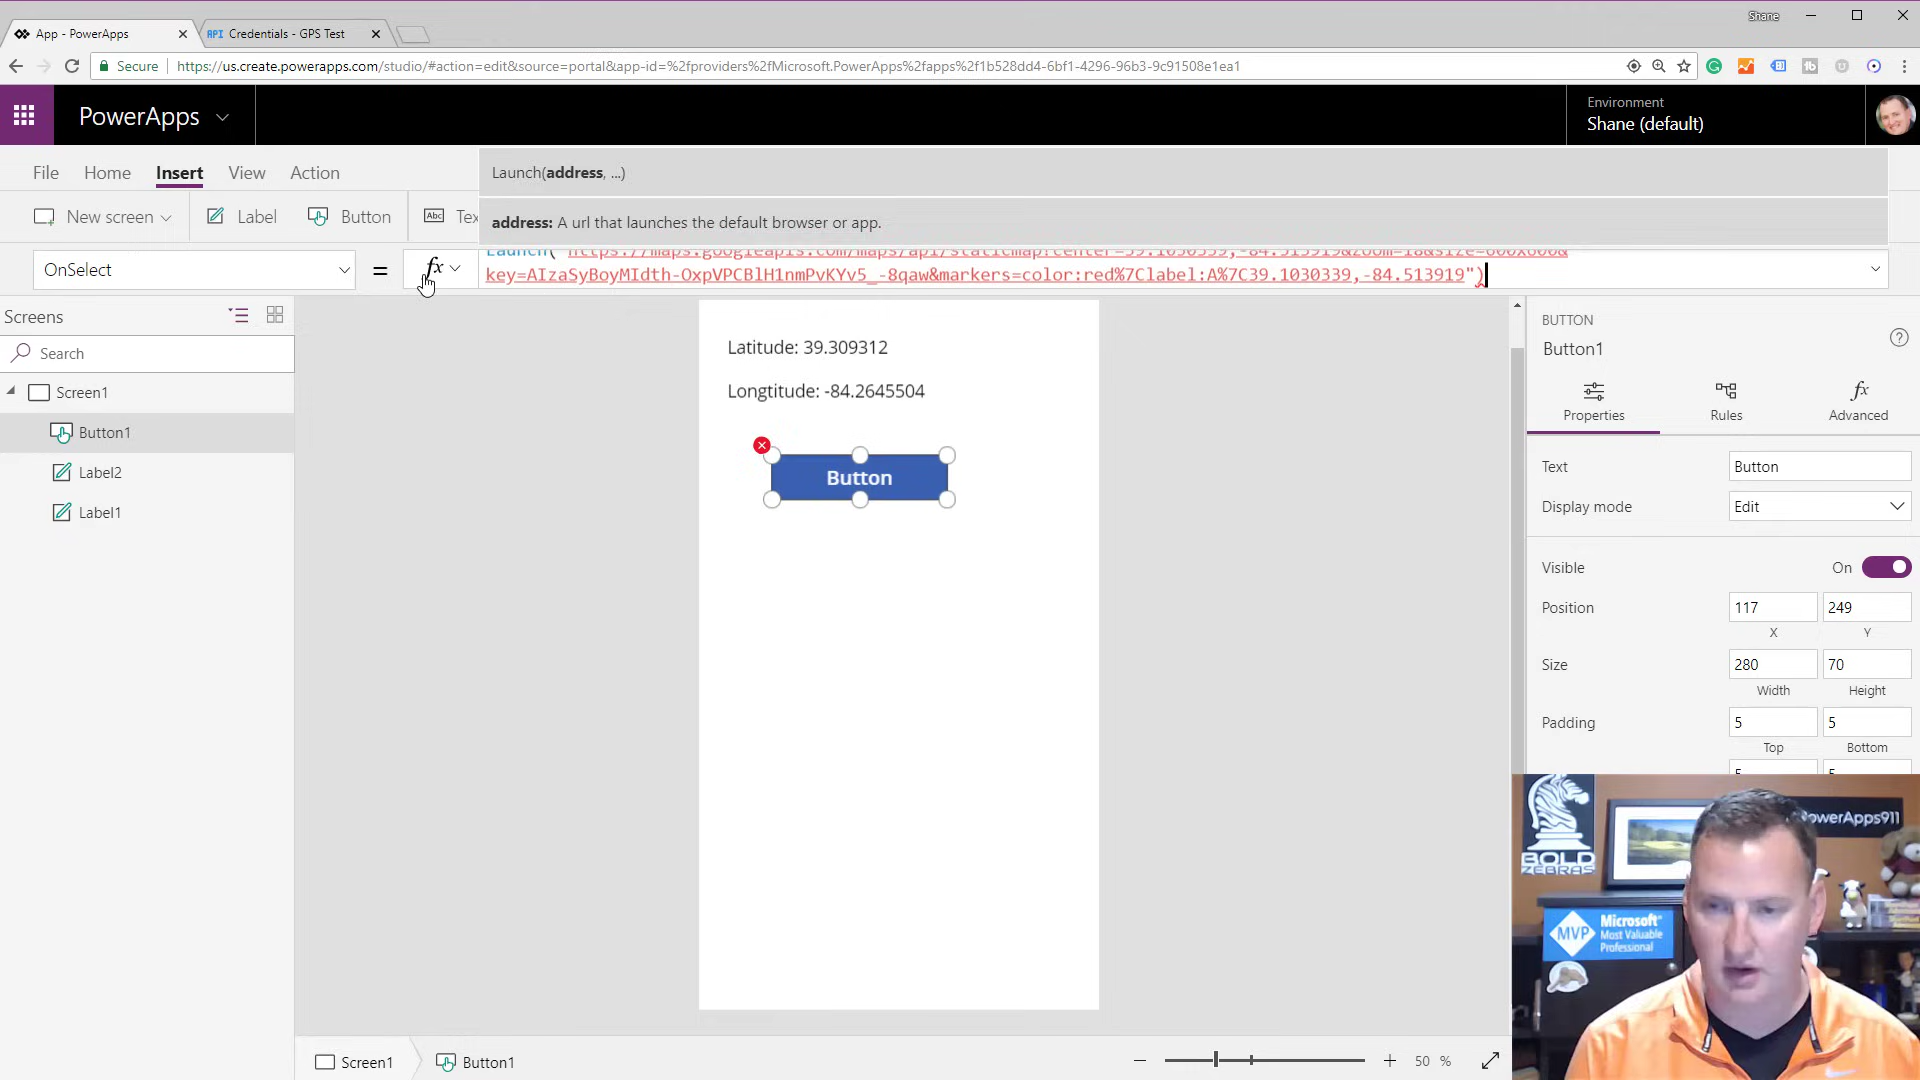 Shane
App - PowerApps
API Credentials - GPS Test
Secure https://us.create.powerapps.com/studio/#action=edit&source=portal&app-id=%2fproviders%2fMicrosoft.PowerApps%2fapps%2f1b528dd4-6bf1-4296-96b3-9c91508e1ea1
PowerApps
Environment
Shane (default)
File Home Insert View Action
Launch(address, ...)
New screen Label Button Abc Tex
address: A url that launches the default browser or app.
OnSelect = fx
key=[redacted]&markers=color:red%7Clabel:A%7C39.1030339,-84.513919")
Screens
Search
Screen1
Button1
Label2
Label1
Latitude: 39.309312
Longtitude: -84.2645504
Button
BUTTON
Button1
Properties Rules Advanced
Text Button
Display mode Edit
Visible On
Position 117 249
X Y
Size 280 70
Width Height
Padding 5 5
Top Bottom
Screen1 Button1
50 %
BOLD
ZEBRAS
PowerApps911
MVP
Microsoft
Most Valuable
Professional